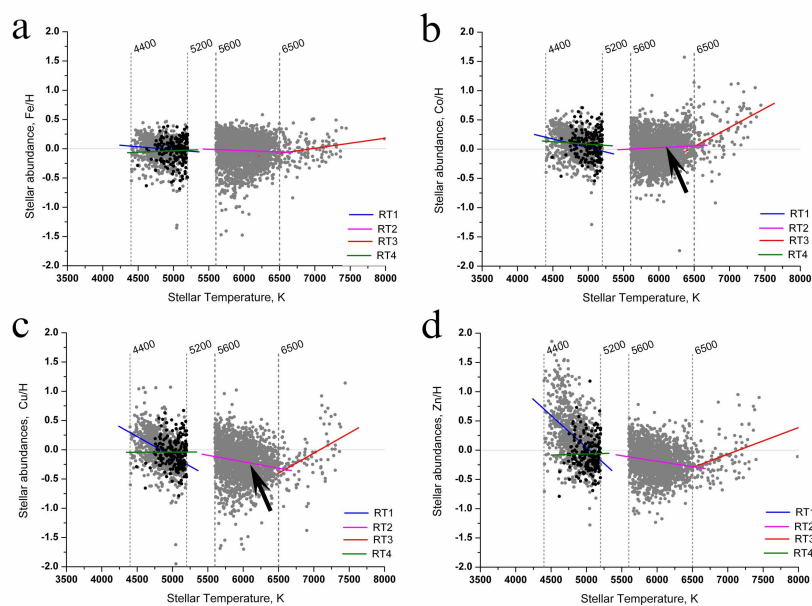 a
Stellar abundance, Fe/H
2.0
1.5
1.0
0.5
0.0
-0.5
-1.0
-1.5
-2.0
4400
5200
5600
6500
RT1
RT2
RT3
RT4
3500 4000 4500 5000 5500 6000 6500 7000 7500 8000
Stellar Temperature, K
b
Stellar abundance, Co/H
2.0
1.5
1.0
0.5
0.0
-0.5
-1.0
-1.5
-2.0
4400
5200
5600
6500
RT1
RT2
RT3
RT4
3500 4000 4500 5000 5500 6000 6500 7000 7500 8000
Stellar Temperature, K
c
Stellar abundances, Cu/H
2.0
1.5
1.0
0.5
0.0
-0.5
-1.0
-1.5
-2.0
4400
5200
5600
6500
RT1
RT2
RT3
RT4
3500 4000 4500 5000 5500 6000 6500 7000 7500 8000
Stellar Temperature, K
d
Stellar abundances, Zn/H
2.0
1.5
1.0
0.5
0.0
-0.5
-1.0
-1.5
-2.0
4400
5200
5600
6500
RT1
RT2
RT3
RT4
3500 4000 4500 5000 5500 6000 6500 7000 7500 8000
Stellar Temperature, K